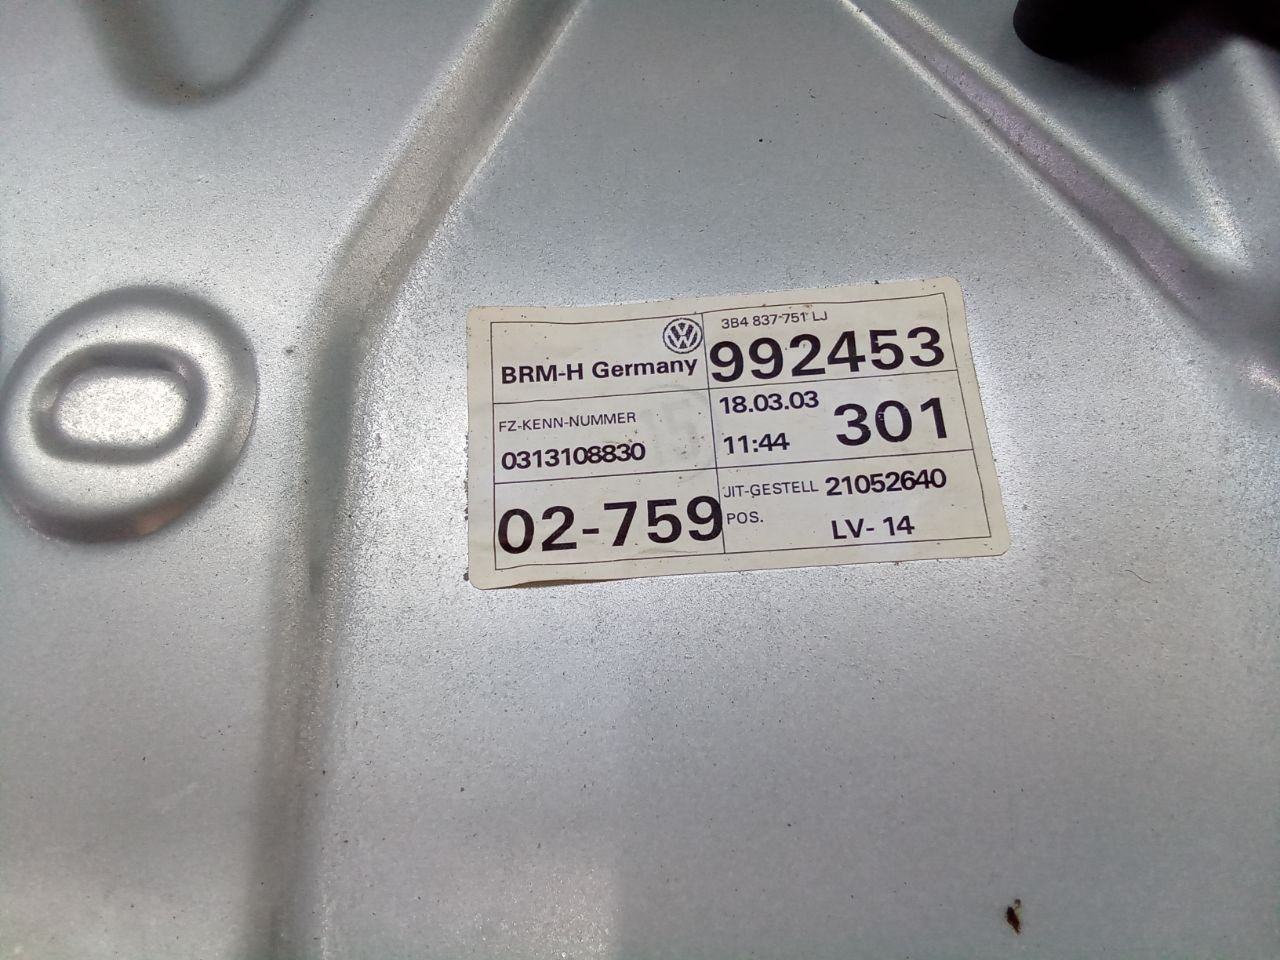 3B4 837 751 LJ
BRM-H Germany
992453
FZ-KENN-NUMMER
0313108830
18.03.03
11:44
301
02-759
JIT-GESTELL 21052640
POS.
LV- 14